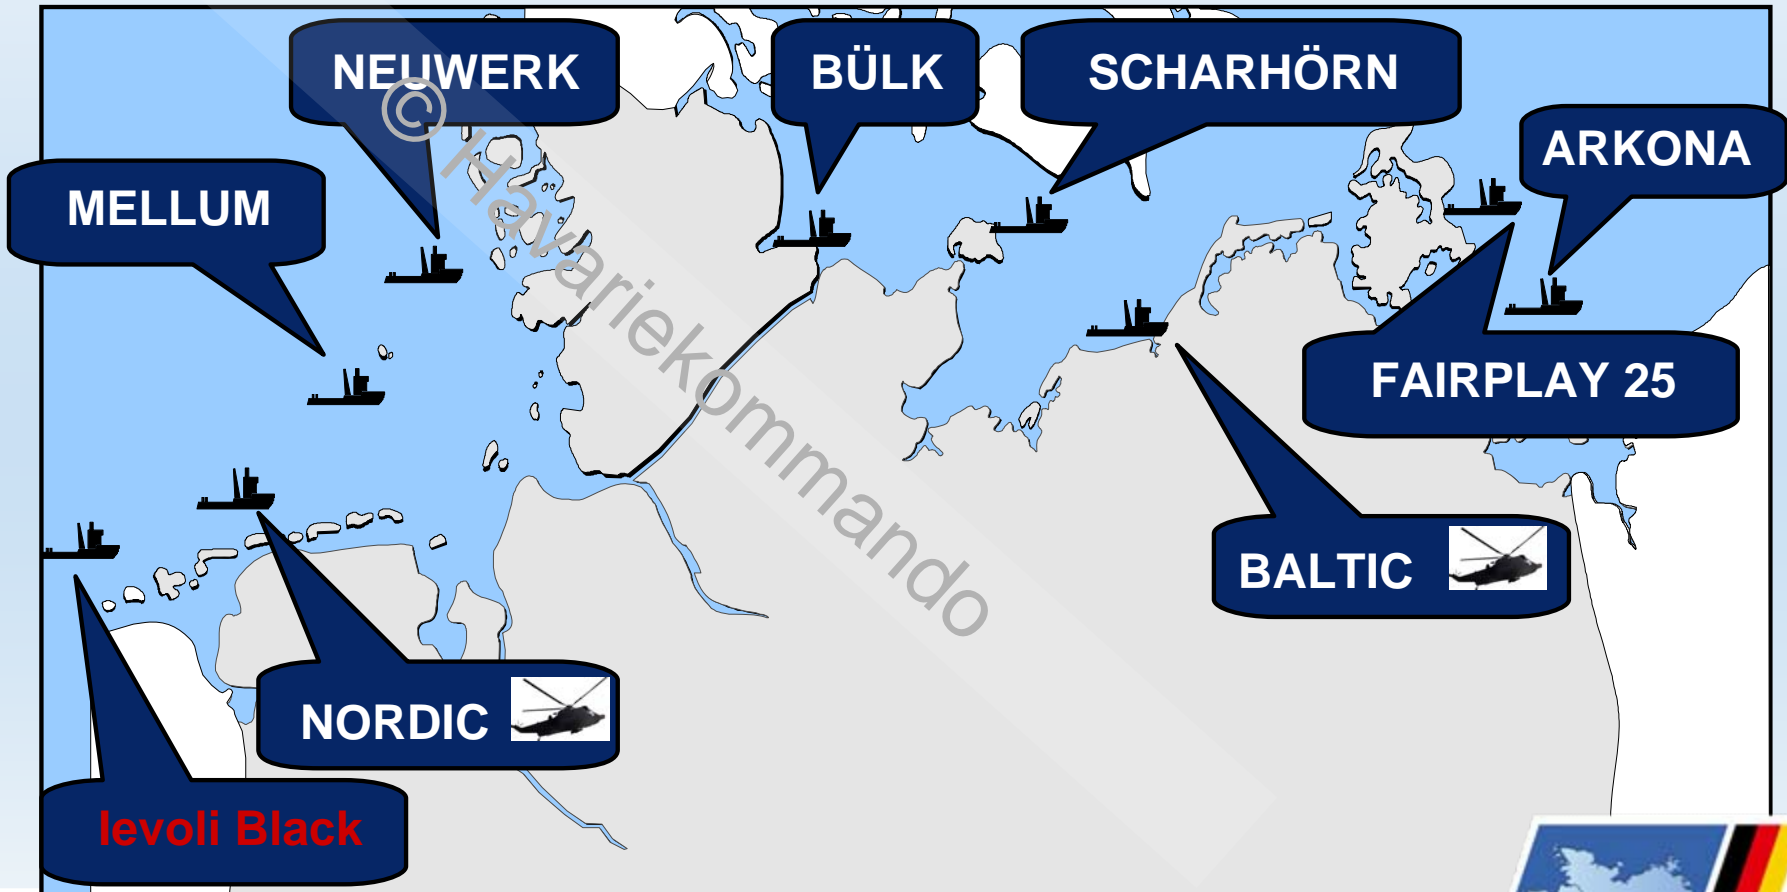 NEUWERK
BÜLK
SCHARHÖRN
ARKONA
MELLUM
FAIRPLAY 25
BALTIC
NORDIC
Ievoli Black
© Havariekommando